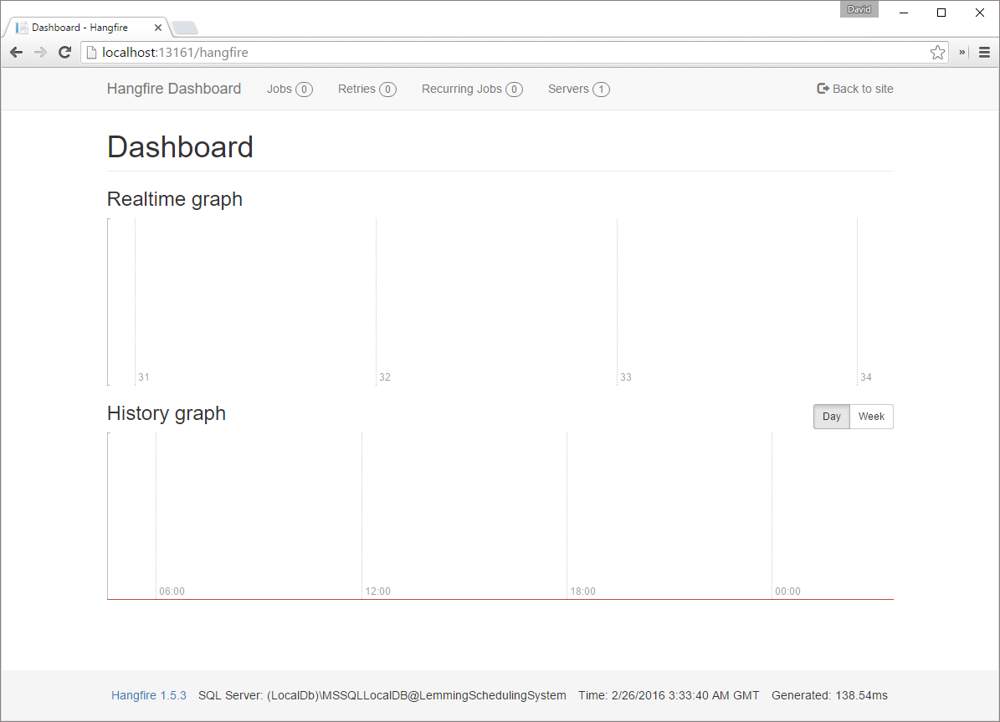 David
Dashboard - Hangfire
localhost:13161/hangfire
Hangfire Dashboard Jobs 0 Retries 0 Recurring Jobs 0 Servers 1 Back to site
Dashboard
Realtime graph
31 32 33 34
History graph Day Week
06:00 12:00 18:00 00:00
Hangfire 1.5.3 SQL Server: (LocalDb)\MSSQLLocalDB@LemmingSchedulingSystem Time: 2/26/2016 3:33:40 AM GMT Generated: 138.54ms